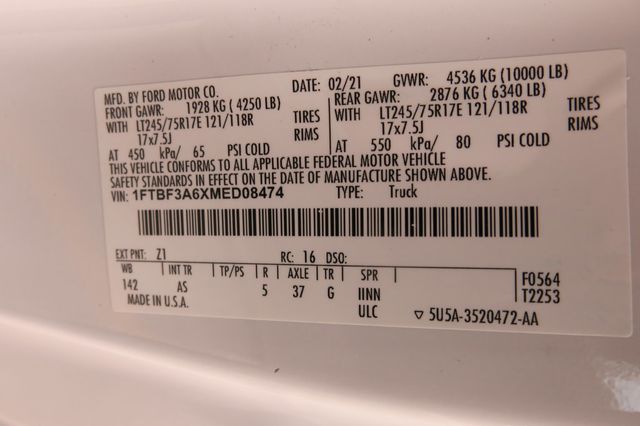 MFD. BY FORD MOTOR CO. DATE: 02/21 GVWR: 4536 KG (10000 LB)
FRONT GAWR: 1928 KG ( 4250 LB) REAR GAWR: 2876 KG ( 6340 LB)
WITH LT245/75R17E 121/118R TIRES WITH LT245/75R17E 121/118R TIRES
17x7.5J RIMS 17x7.5J RIMS
AT 450 kPa/ 65 PSI COLD AT 550 kPa/ 80 PSI COLD
THIS VEHICLE CONFORMS TO ALL APPLICABLE FEDERAL MOTOR VEHICLE
SAFETY STANDARDS IN EFFECT ON THE DATE OF MANUFACTURE SHOWN ABOVE.
VIN: 1FTBF3A6XMED08474 TYPE: Truck
EXT PNT: Z1 RC: 16 DSO:
WB INT TR TP/PS R AXLE TR SPR F0564
142 AS 5 37 G IINN T2253
MADE IN U.S.A. ULC ▽ 5U5A-3520472-AA